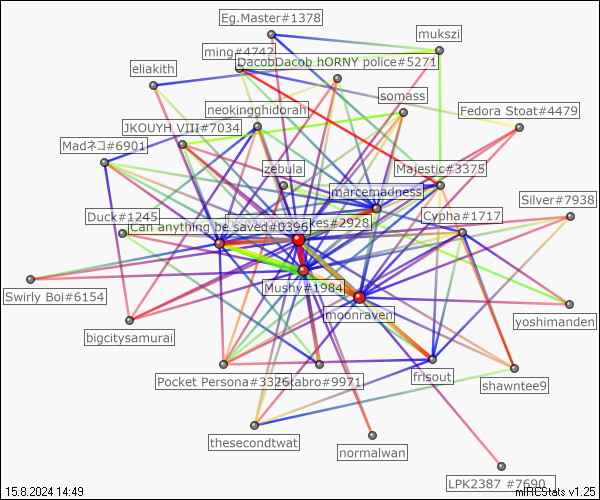 Eg.Master#1378
mukszi
ming#4742
DacobDacob hORNY police#5271
eliakith
somass
neokingghidorah
Fedora Stoat#4479
JKOUYH VIII#7034
Madネコ#6901
zebula
Majestic#3375
marcemadness
Silver#7938
Duck#1245
Cypha#1717
kes#2928
Can anything be saved#0396
Mushy#1984
Swirly Boi#6154
moonraven
yoshimanden
bigcitysamurai
Pocket Persona#3326
kabro#9971
frisout
shawntee9
thesecondtwat
normalwan
LPK2387 #7690
15.8.2024 14:49
mIRCStats v1.25